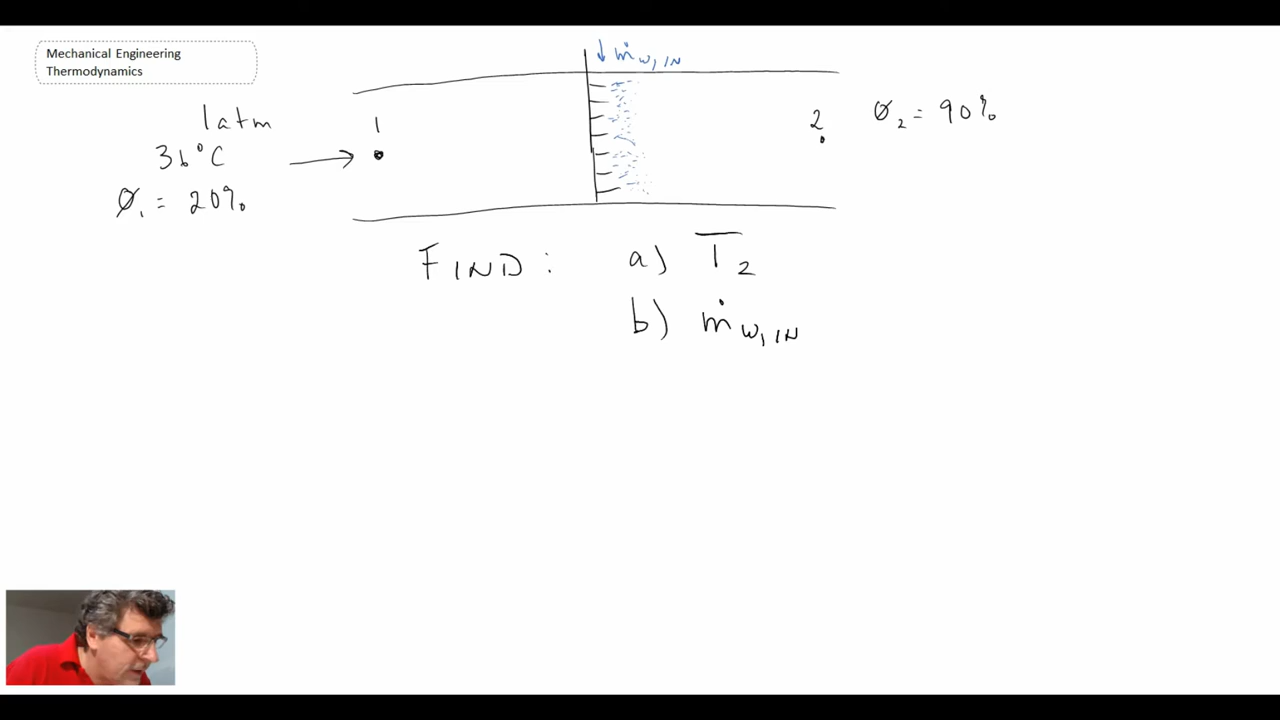 Mechanical Engineering
Thermodynamics
↓ ṁw,IN
1atm
36°C
Ø₁ = 20%
1
2
Ø₂ = 90%
FIND: a) T₂
b) ṁw,IN